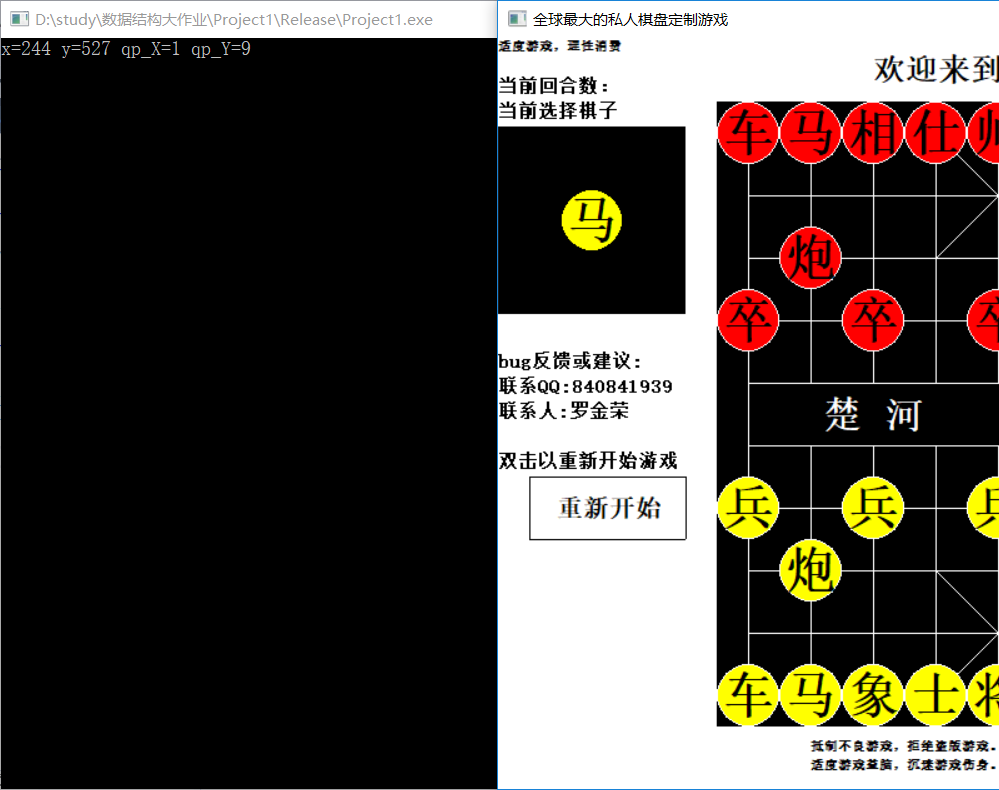 D:\study\数据结构大作业\Project1\Release\Project1.exe
x=244 y=527 qp_X=1 qp_Y=9
全球最大的私人棋盘定制游戏
适度游戏，理性消费
欢迎来到
当前回合数：
当前选择棋子
马
bug反馈或建议：
联系QQ:840841939
联系人:罗金荣
双击以重新开始游戏
重新开始
车 马 相 仕 帅
炮
卒 卒 卒
楚 河
兵 兵 兵
炮
车 马 象 士 将
抵制不良游戏，拒绝盗版游戏。
适度游戏益脑，沉迷游戏伤身。